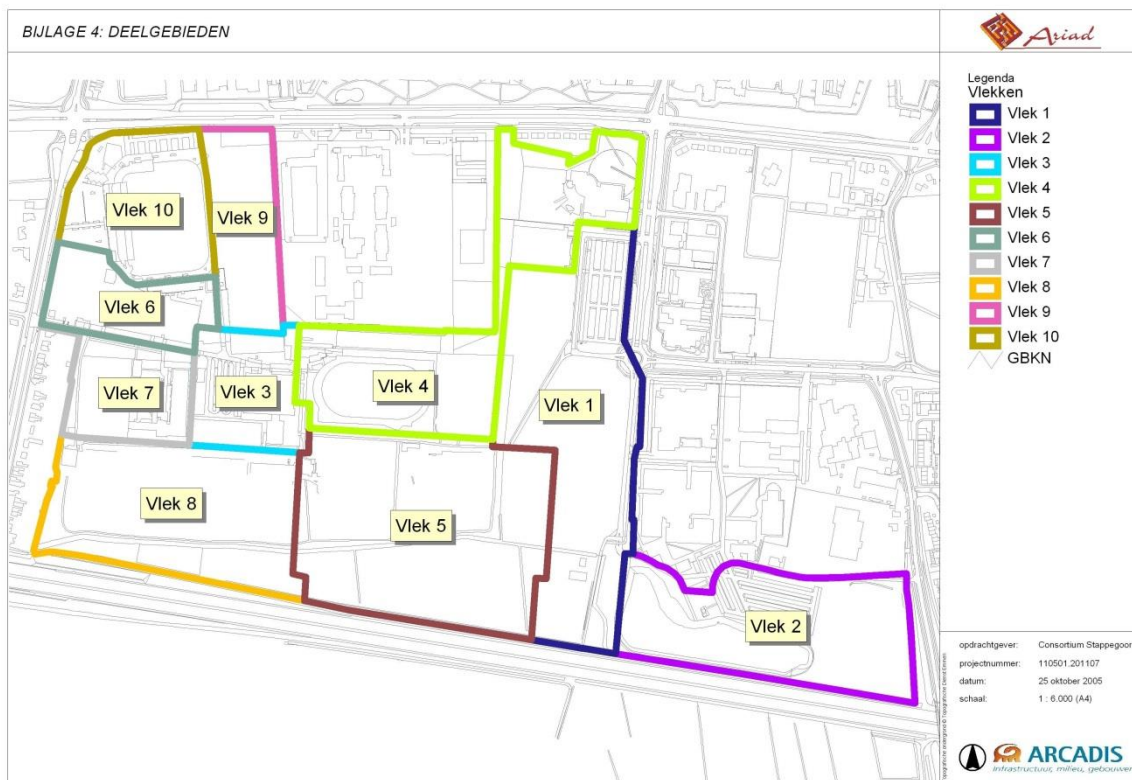 BIJLAGE 4: DEELGEBIEDEN
Ariad
Legenda
Vlekken
Vlek 1
Vlek 2
Vlek 3
Vlek 4
Vlek 5
Vlek 6
Vlek 7
Vlek 8
Vlek 9
Vlek 10
GBKN
Vlek 10
Vlek 9
Vlek 6
Vlek 7
Vlek 3
Vlek 4
Vlek 1
Vlek 8
Vlek 5
Vlek 2
opdrachtgever: Consortium Stappegoor
projectnummer: 110501.201107
datum: 25 oktober 2005
schaal: 1 : 6.000 (A4)
ARCADIS
Infrastructuur, milieu, gebouwen